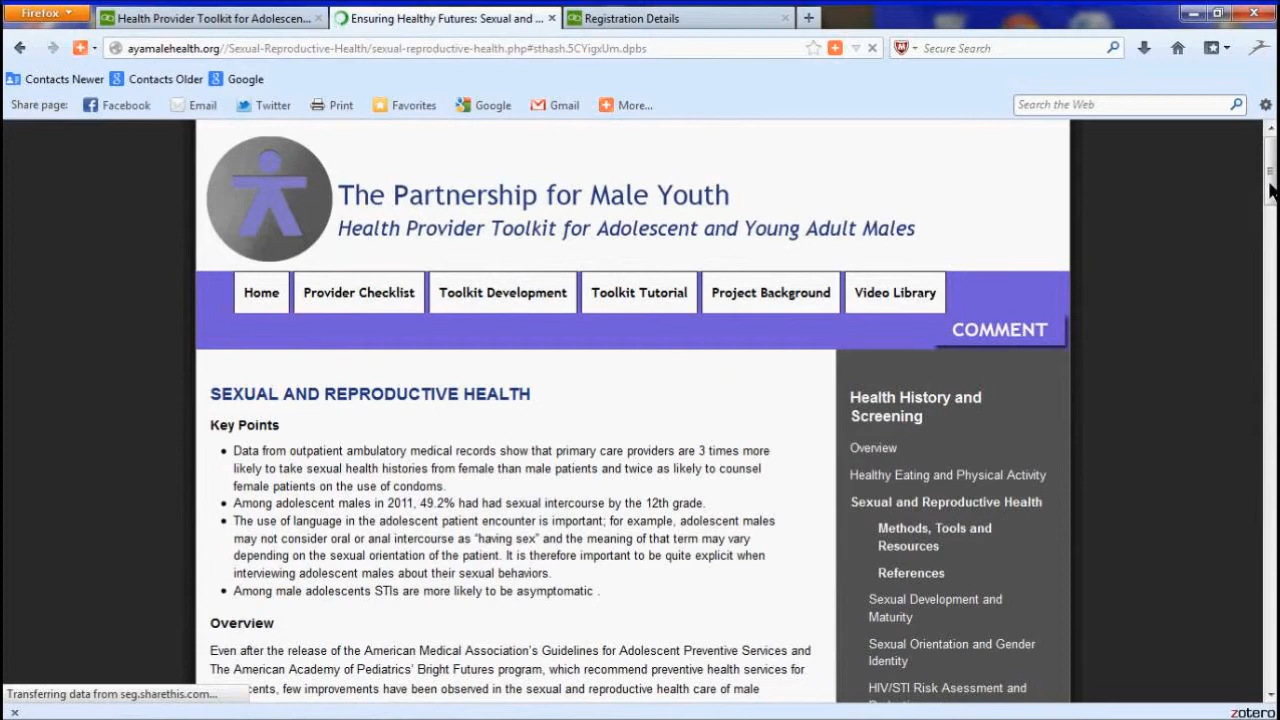 Firefox
Health Provider Toolkit for Adolescen...
Ensuring Healthy Futures: Sexual and ...
Registration Details
ayamalehealth.org//Sexual-Reproductive-Health/sexual-reproductive-health.php#sthash.5CYigxUm.dpbs
Secure Search
Contacts Newer
Contacts Older
Google
Share page:
Facebook
Email
Twitter
Print
Favorites
Google
Gmail
More...
Search the Web
The Partnership for Male Youth
Health Provider Toolkit for Adolescent and Young Adult Males
Home
Provider Checklist
Toolkit Development
Toolkit Tutorial
Project Background
Video Library
COMMENT
SEXUAL AND REPRODUCTIVE HEALTH
Key Points
• Data from outpatient ambulatory medical records show that primary care providers are 3 times more
likely to take sexual health histories from female than male patients and twice as likely to counsel
female patients on the use of condoms.
• Among adolescent males in 2011, 49.2% had had sexual intercourse by the 12th grade.
• The use of language in the adolescent patient encounter is important; for example, adolescent males
may not consider oral or anal intercourse as “having sex” and the meaning of that term may vary
depending on the sexual orientation of the patient. It is therefore important to be quite explicit when
interviewing adolescent males about their sexual behaviors.
• Among male adolescents STIs are more likely to be asymptomatic .
Overview
Even after the release of the American Medical Association’s Guidelines for Adolescent Preventive Services and
The American Academy of Pediatrics’ Bright Futures program, which recommend preventive health services for
cents, few improvements have been observed in the sexual and reproductive health care of male
Health History and
Screening
Overview
Healthy Eating and Physical Activity
Sexual and Reproductive Health
Methods, Tools and
Resources
References
Sexual Development and
Maturity
Sexual Orientation and Gender
Identity
HIV/STI Risk Assessment and
Transferring data from seg.sharethis.com...
zotero